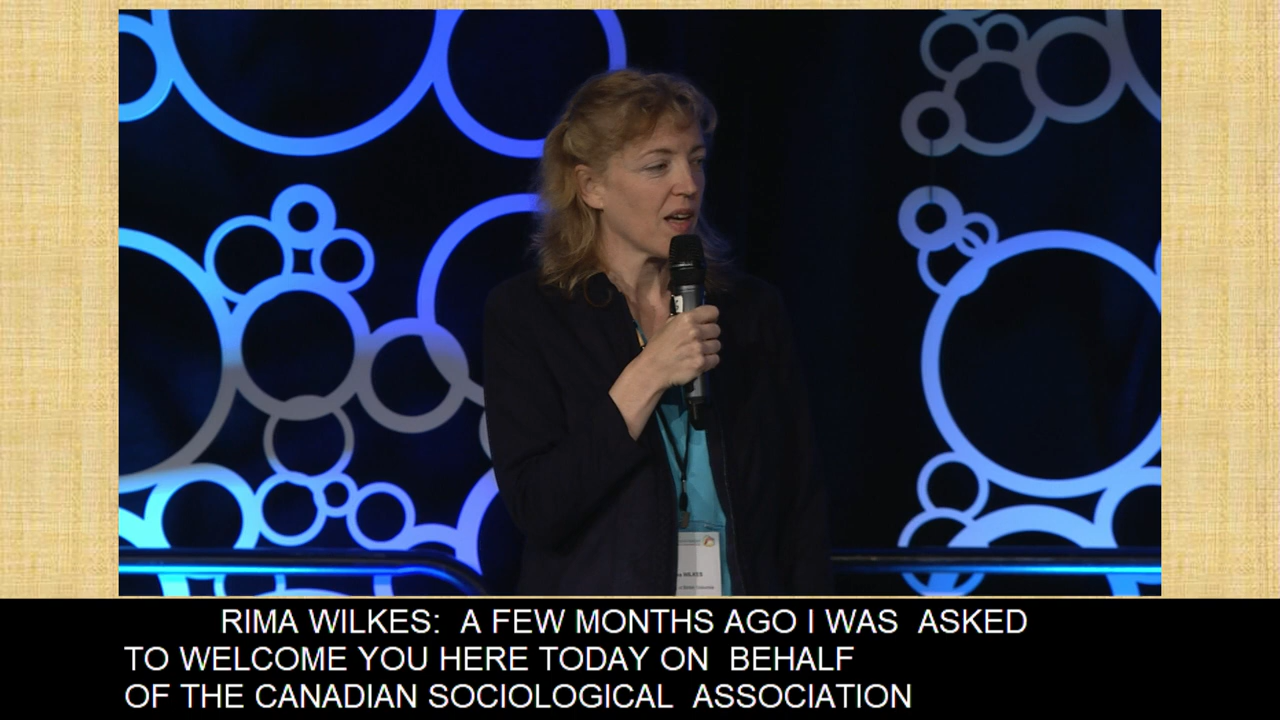 WILKES
RIMA WILKES: A FEW MONTHS AGO I WAS ASKED
TO WELCOME YOU HERE TODAY ON BEHALF
OF THE CANADIAN SOCIOLOGICAL ASSOCIATION